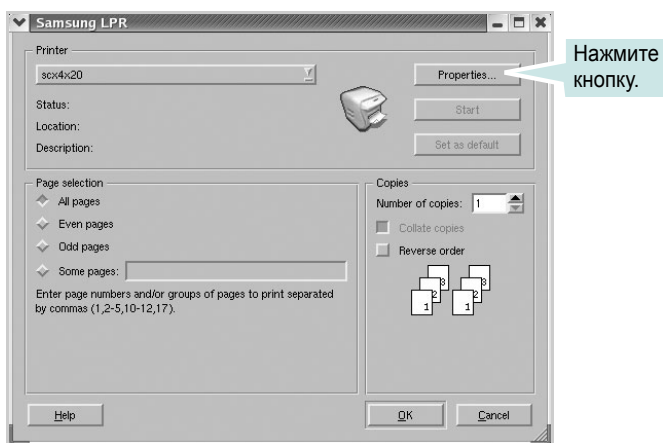 Samsung LPR
Printer
scx4x20
Properties...
Нажмите
кнопку.
Status:
Start
Location:
Description:
Set as default
Page selection
All pages
Even pages
Odd pages
Some pages:
Enter page numbers and/or groups of pages to print separated
by commas (1,2-5,10-12,17).
Copies
Number of copies: 1
Collate copies
Reverse order
3 3
2 2
1 1
Help
OK
Cancel